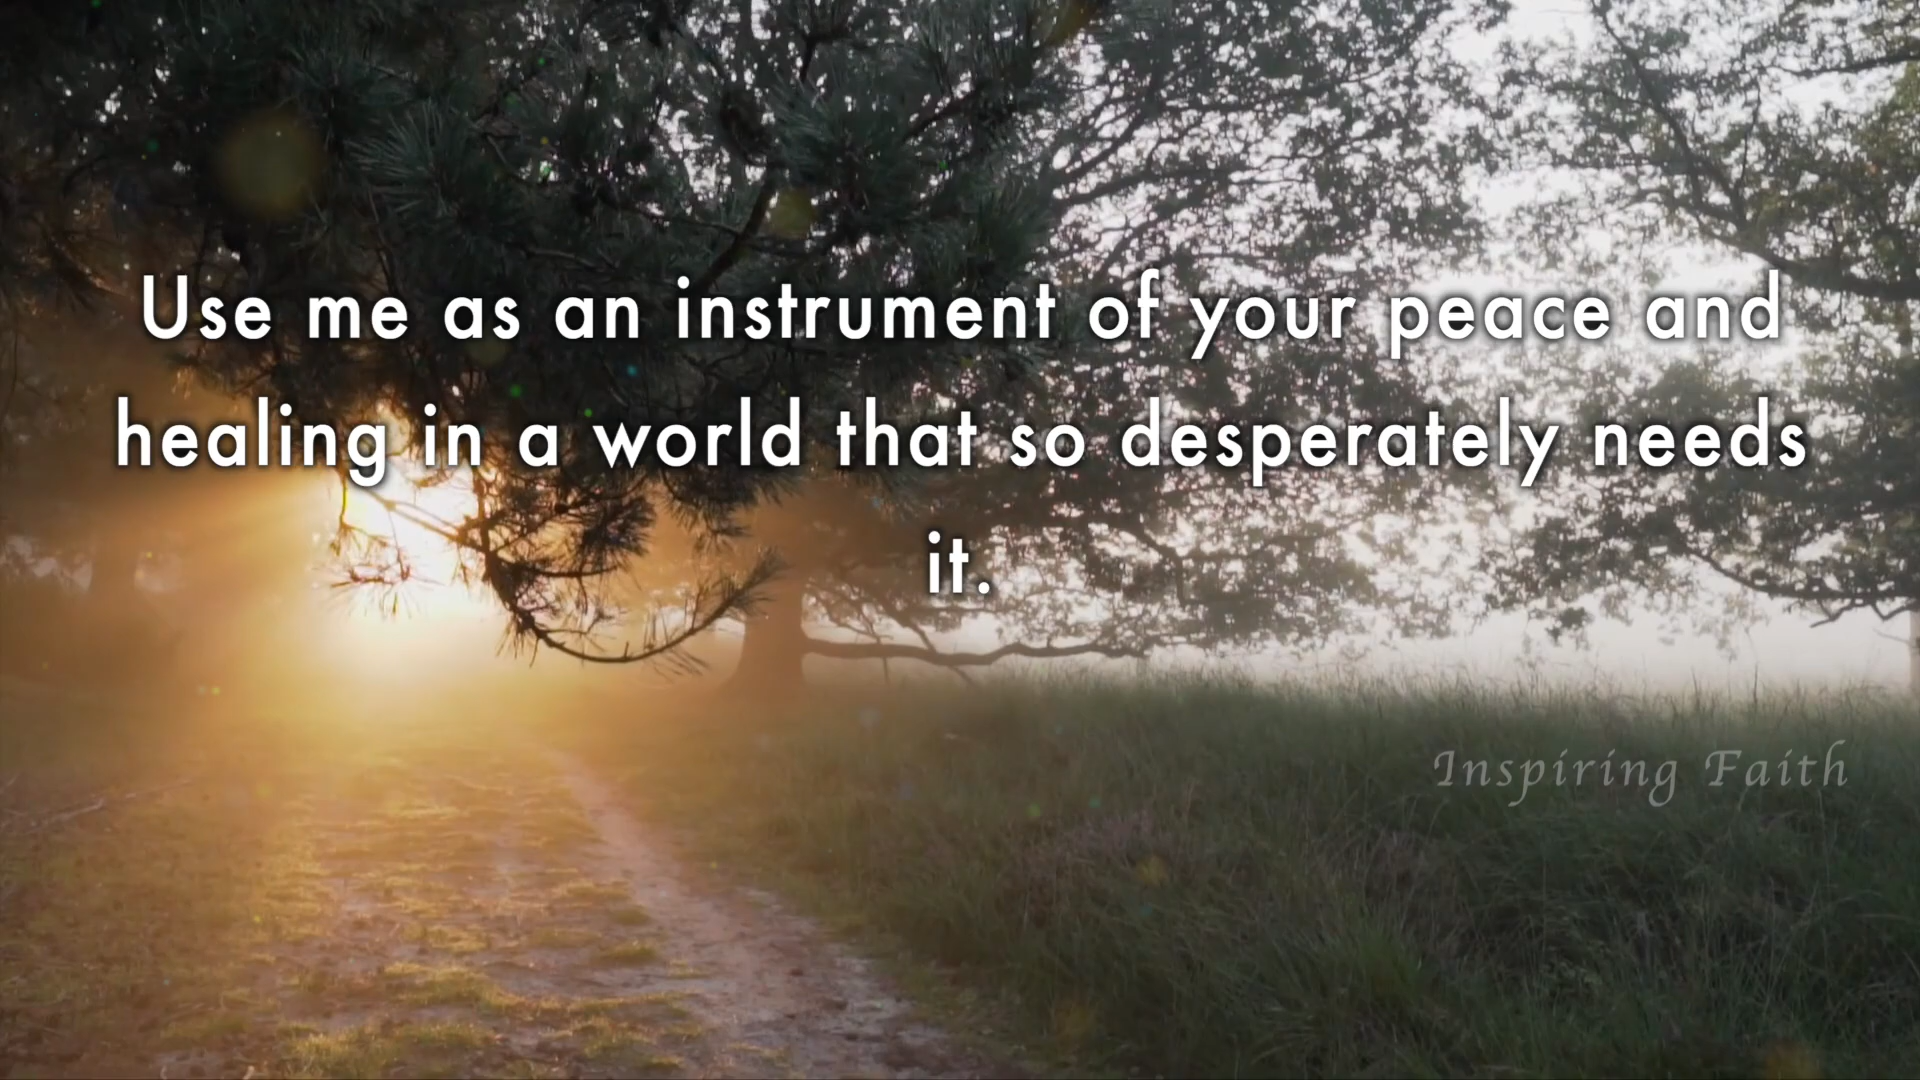 Use me as an instrument of your peace and
healing in a world that so desperately needs
it.
Inspiring Faith